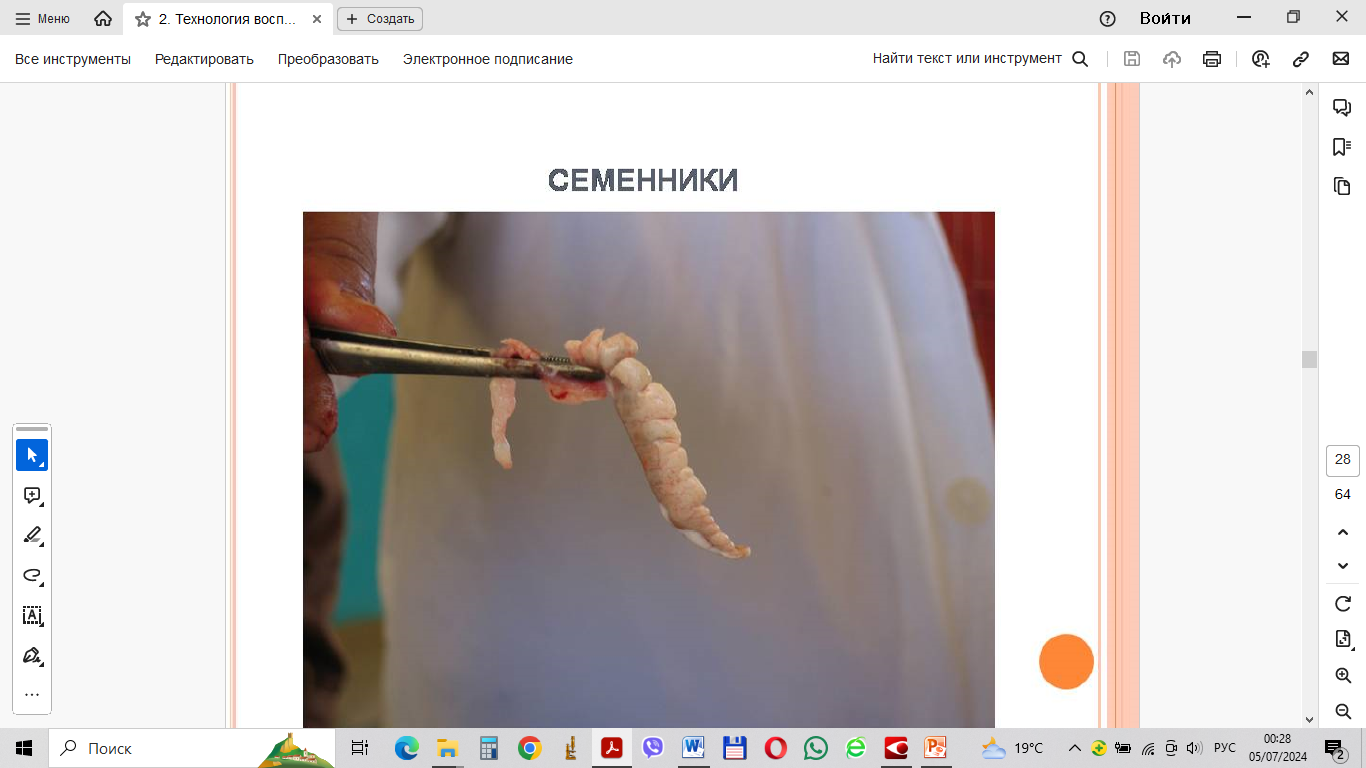 Меню
2. Технология восп...
Создать
Войти
Все инструменты
Редактировать
Преобразовать
Электронное подписание
Найти текст или инструмент
СЕМЕННИКИ
28
64
Поиск
19°C
РУС
00:28
05/07/2024
2